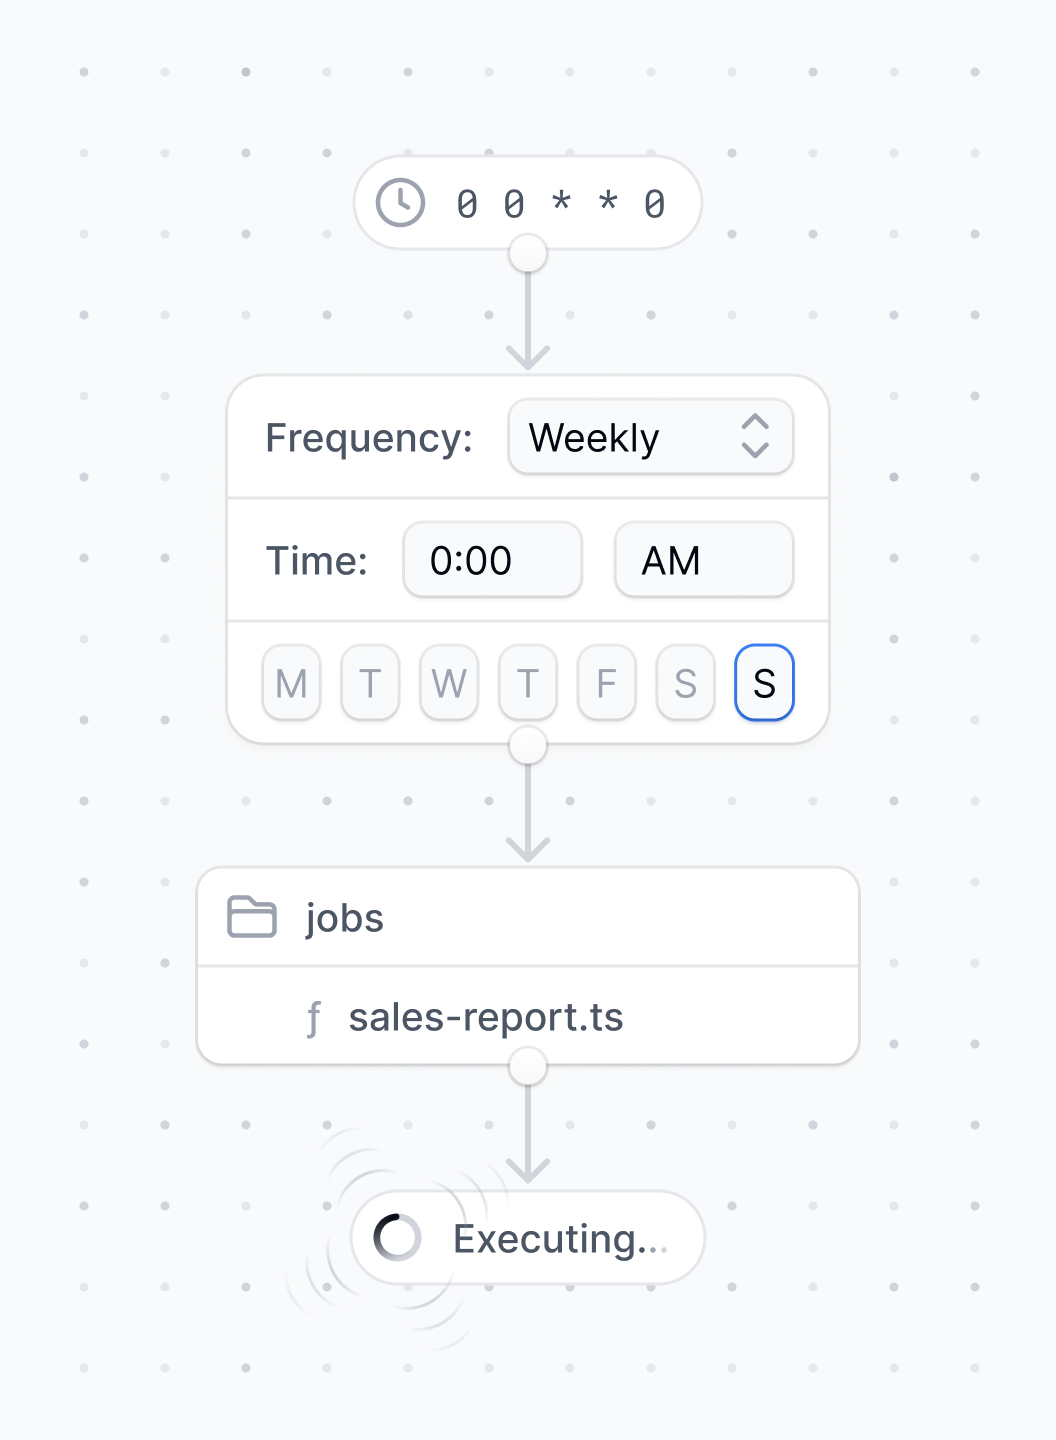 0 0 * * 0
Frequency: Weekly
Time: 0:00 AM
M T W T F S S
jobs
ƒ sales-report.ts
Executing...